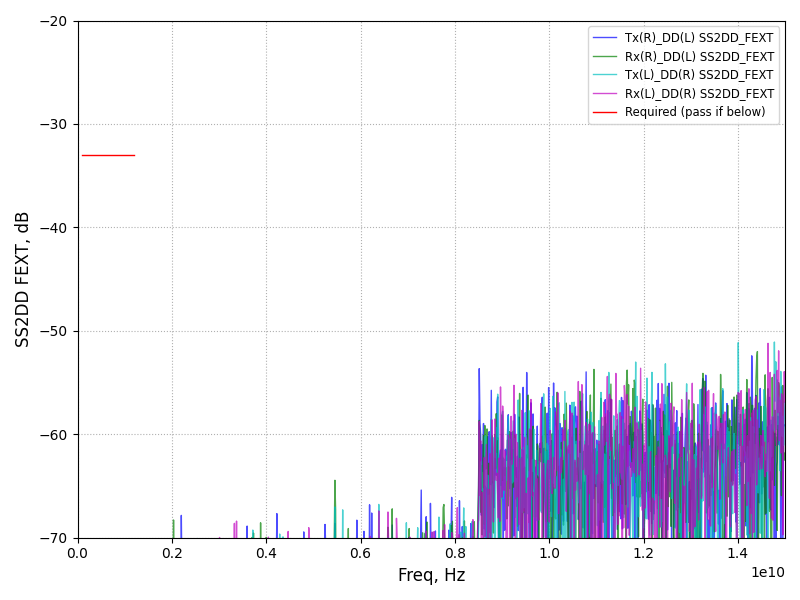 SS2DD FEXT, dB
−20
−30
−40
−50
−60
−70
Tx(R)_DD(L) SS2DD_FEXT
Rx(R)_DD(L) SS2DD_FEXT
Tx(L)_DD(R) SS2DD_FEXT
Rx(L)_DD(R) SS2DD_FEXT
Required (pass if below)
0.0 0.2 0.4 0.6 0.8 1.0 1.2 1.4
1e10
Freq, Hz